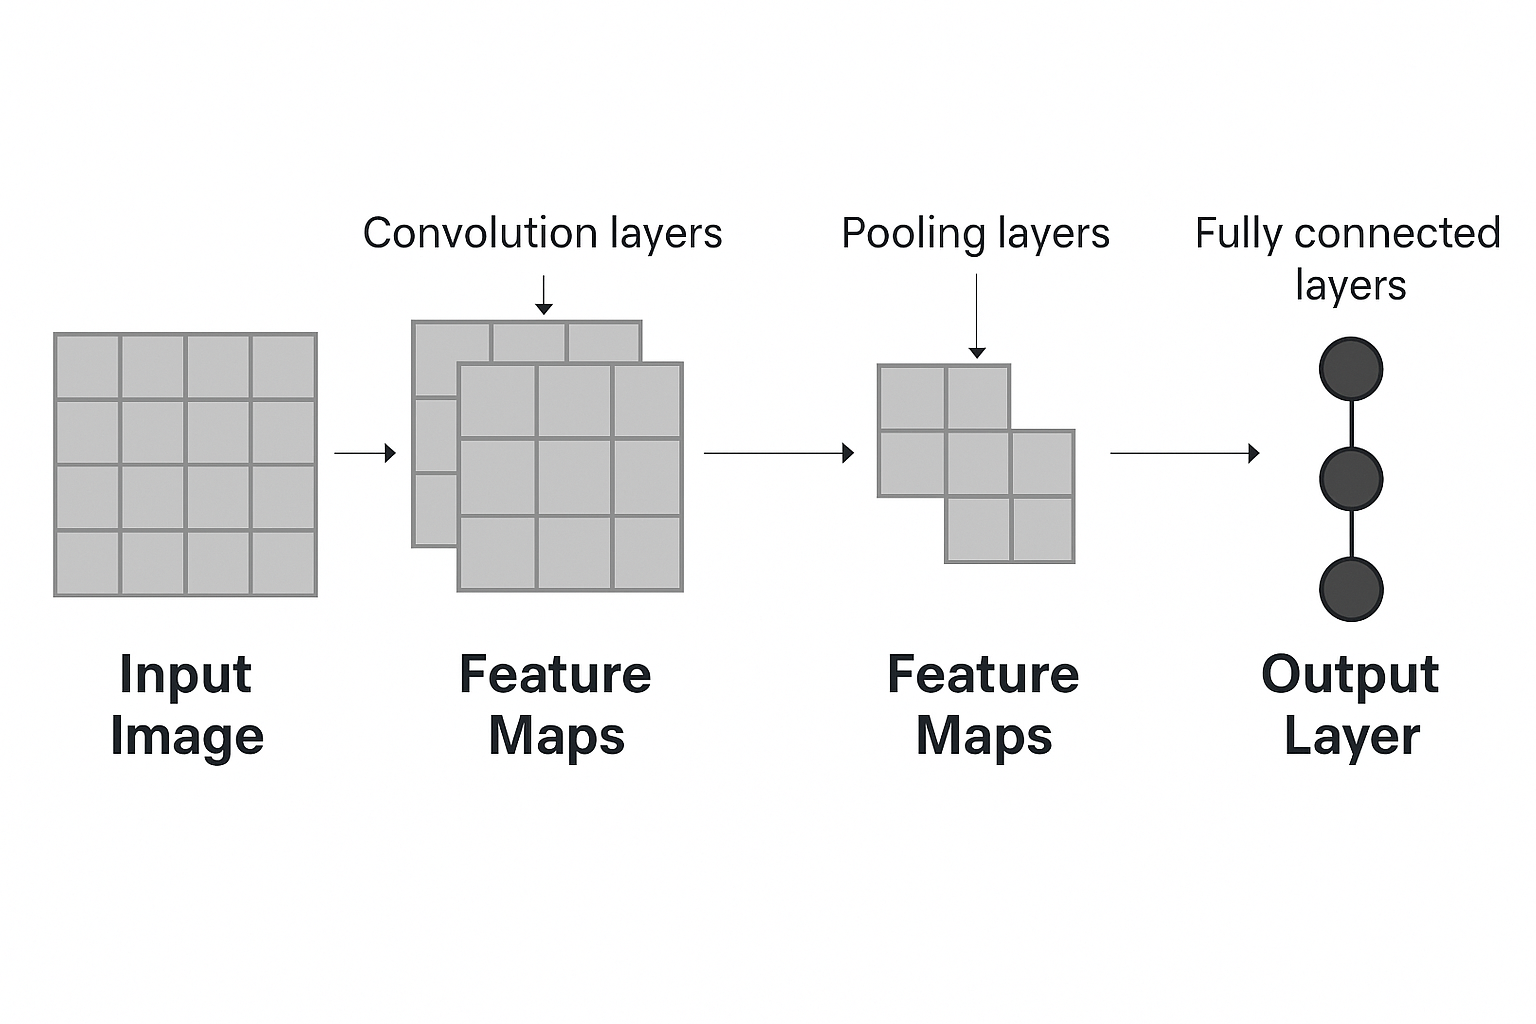 Convolution layers
Pooling layers
Fully connected
layers
Input
Image
Feature
Maps
Feature
Maps
Output
Layer